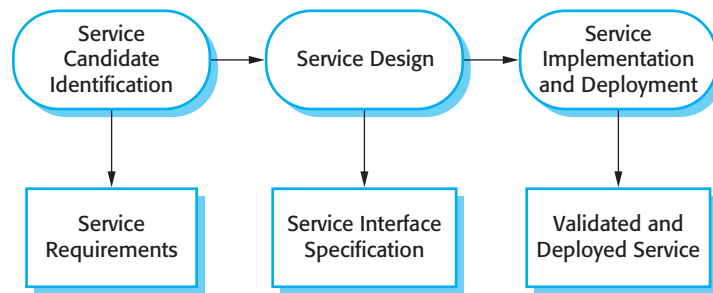 Service
Candidate
Identification
Service Design
Service
Implementation
and Deployment
Service
Requirements
Service Interface
Specification
Validated and
Deployed Service